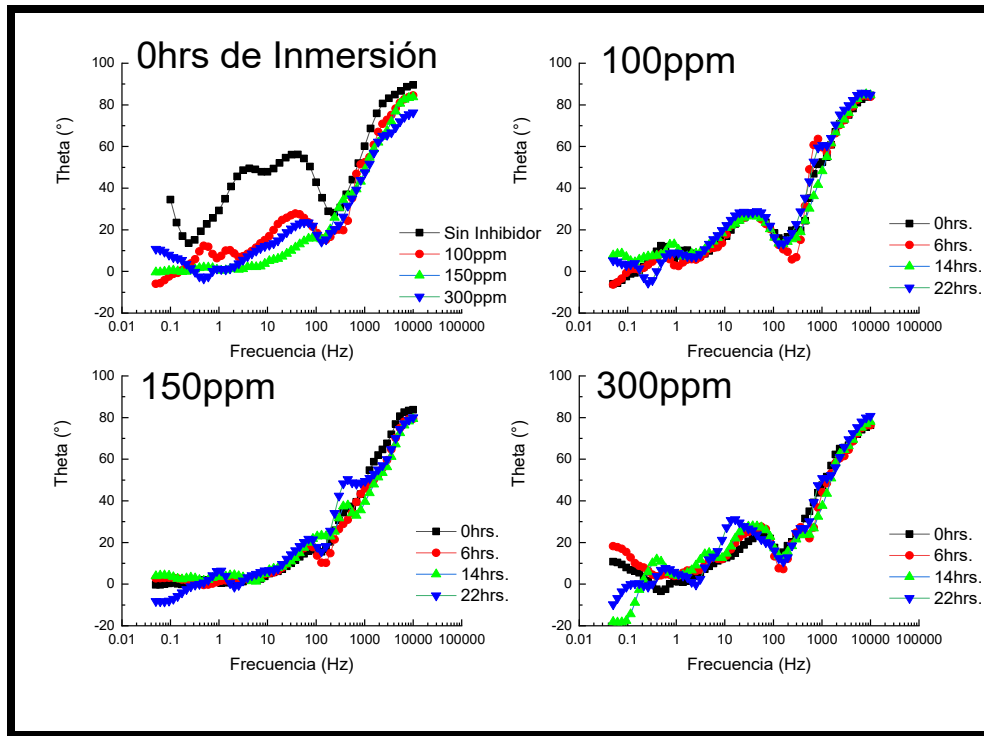 0hrs de Inmersión
100
80
60
40
20
0
-20
Theta (°)
0.01 0.1 1 10 100 1000 10000 100000
Frecuencia (Hz)
Sin Inhibidor
100ppm
150ppm
300ppm
100ppm
100
80
60
40
20
0
-20
Theta (°)
0.01 0.1 1 10 100 1000 10000 100000
Frecuencia (Hz)
0hrs.
6hrs.
14hrs.
22hrs.
150ppm
100
80
60
40
20
0
-20
Theta (°)
0.01 0.1 1 10 100 1000 10000 100000
Frecuencia (Hz)
0hrs.
6hrs.
14hrs.
22hrs.
300ppm
100
80
60
40
20
0
-20
Theta (°)
0.01 0.1 1 10 100 1000 10000 100000
Frecuencia (Hz)
0hrs.
6hrs.
14hrs.
22hrs.